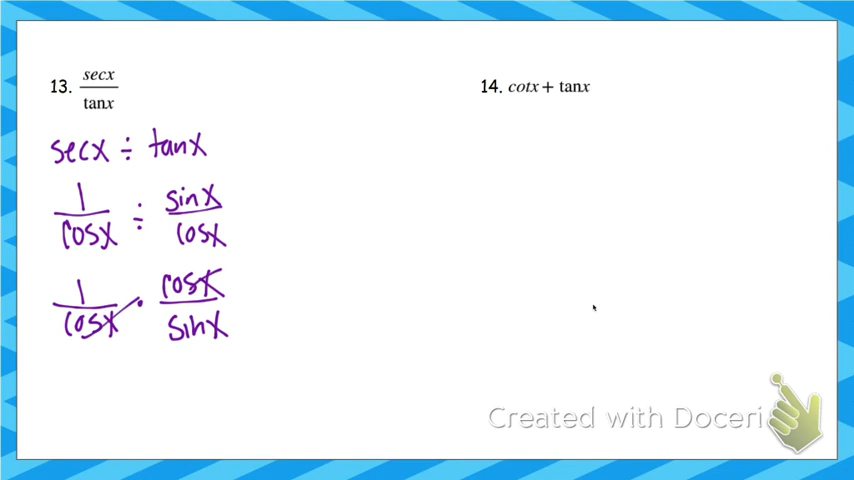 13. secx
tanx
secx ÷ tanx
1 ÷ sinx
cosx cosx
1 · cosx
cosx sinx
14. cotx + tanx
Created with Doceri